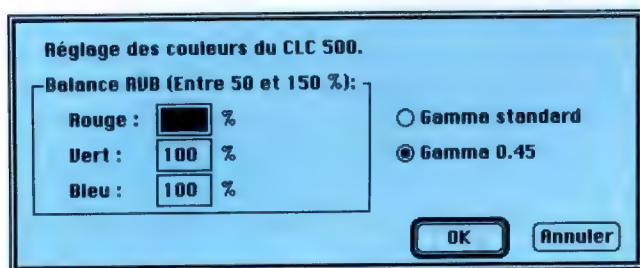 Réglage des couleurs du CLC 500.
Balance RVB (Entre 50 et 150 %):
Rouge : %
Vert : 100 %
Bleu : 100 %
Gamma standard
Gamma 0.45
OK Annuler